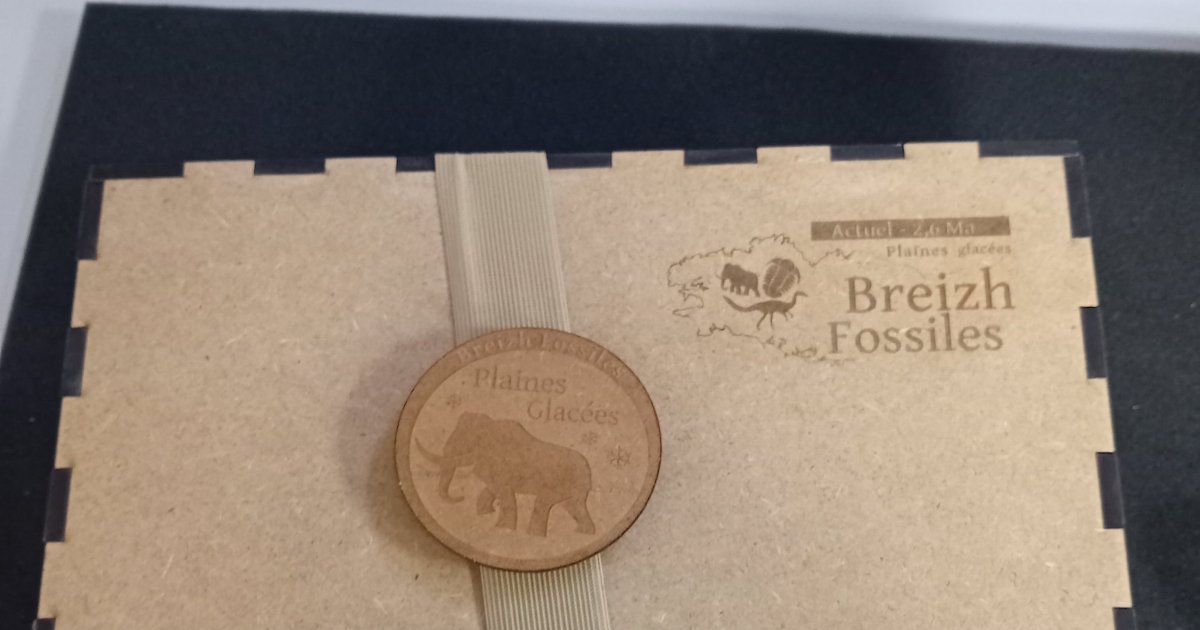 Actuel - 2,6 Ma
Plaines glacées
Breizh
Fossiles
Breizh Fossiles
Plaines
Glacées